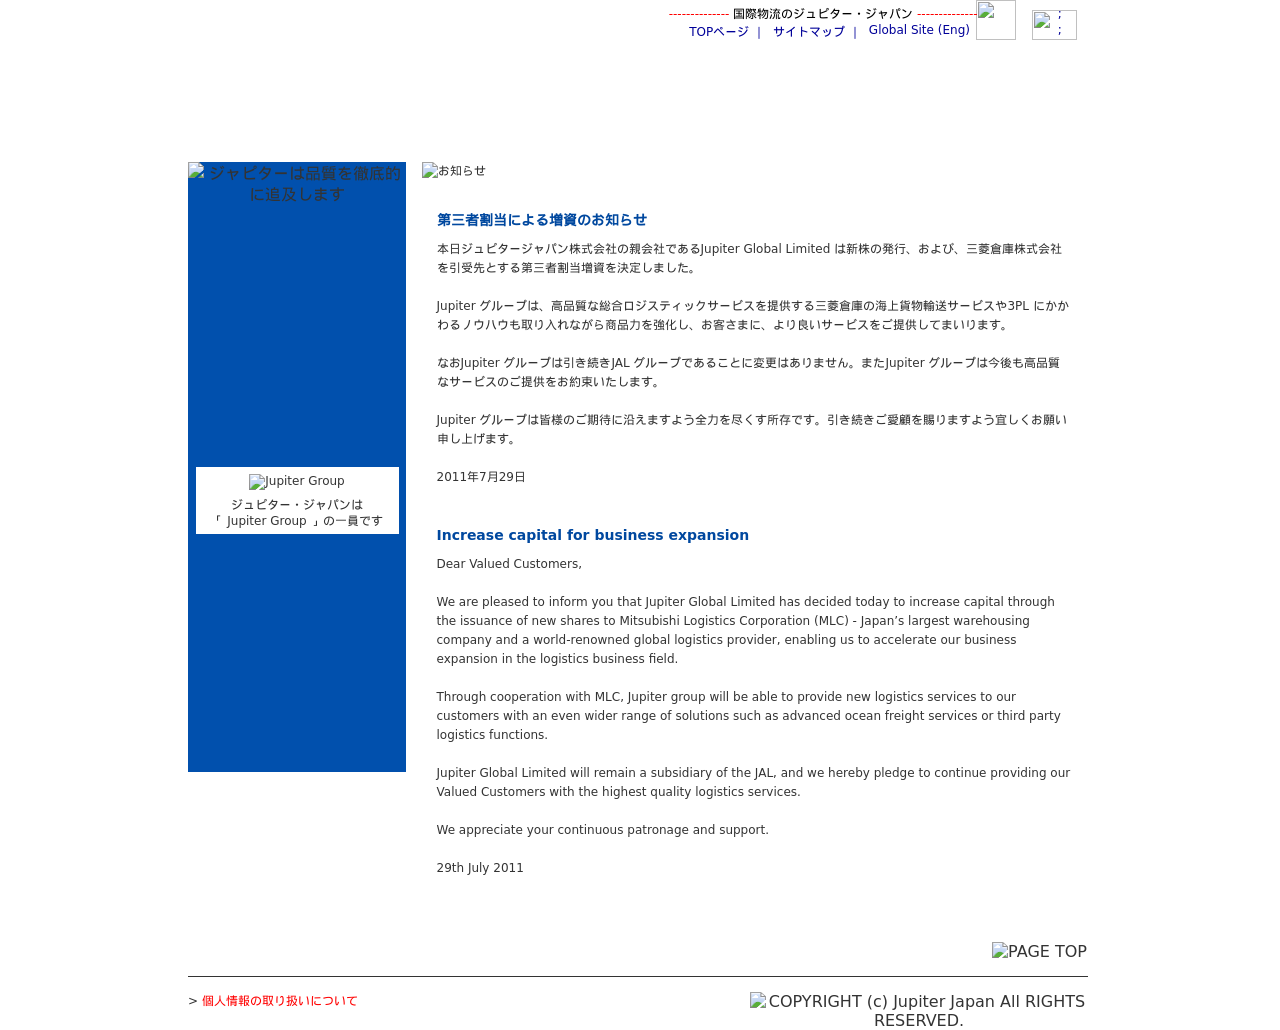 -------------- 国際物流のジュピター・ジャパン --------------
TOPページ | サイトマップ | Global Site (Eng)
;
;
ジャピターは品質を徹底的
に追及します
お知らせ
第三者割当による増資のお知らせ
本日ジュピタージャパン株式会社の親会社であるJupiter Global Limited は新株の発行、および、三菱倉庫株式会社
を引受先とする第三者割当増資を決定しました。
Jupiter グループは、高品質な総合ロジスティックサービスを提供する三菱倉庫の海上貨物輸送サービスや3PL にかか
わるノウハウも取り入れながら商品力を強化し、お客さまに、より良いサービスをご提供してまいります。
なおJupiter グループは引き続きJAL グループであることに変更はありません。またJupiter グループは今後も高品質
なサービスのご提供をお約束いたします。
Jupiter グループは皆様のご期待に沿えますよう全力を尽くす所存です。引き続きご愛顧を賜りますよう宜しくお願い
申し上げます。
2011年7月29日
Jupiter Group
ジュピター・ジャパンは
「 Jupiter Group 」の一員です
Increase capital for business expansion
Dear Valued Customers,
We are pleased to inform you that Jupiter Global Limited has decided today to increase capital through
the issuance of new shares to Mitsubishi Logistics Corporation (MLC) - Japan’s largest warehousing
company and a world-renowned global logistics provider, enabling us to accelerate our business
expansion in the logistics business field.
Through cooperation with MLC, Jupiter group will be able to provide new logistics services to our
customers with an even wider range of solutions such as advanced ocean freight services or third party
logistics functions.
Jupiter Global Limited will remain a subsidiary of the JAL, and we hereby pledge to continue providing our
Valued Customers with the highest quality logistics services.
We appreciate your continuous patronage and support.
29th July 2011
PAGE TOP
> 個人情報の取り扱いについて
COPYRIGHT (c) Jupiter Japan All RIGHTS
RESERVED.